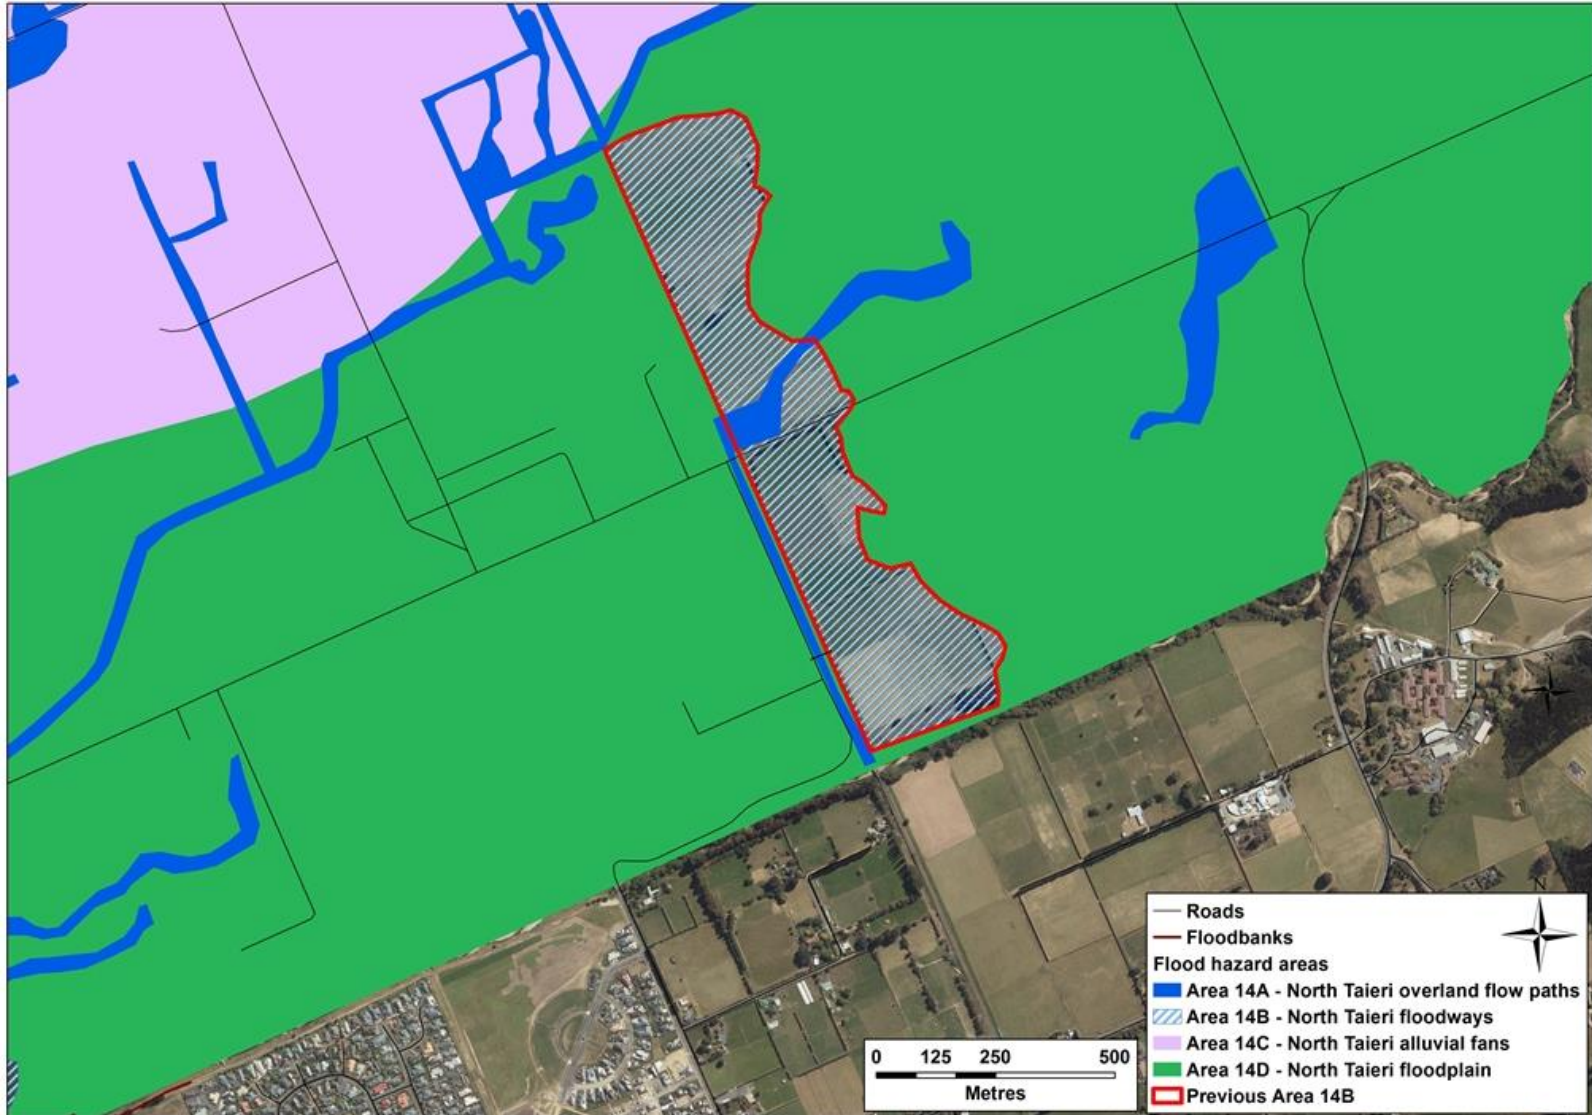 N
Roads
Floodbanks
Flood hazard areas
Area 14A - North Taieri overland flow paths
Area 14B - North Taieri floodways
Area 14C - North Taieri alluvial fans
Area 14D - North Taieri floodplain
Previous Area 14B
0 125 250 500
Metres